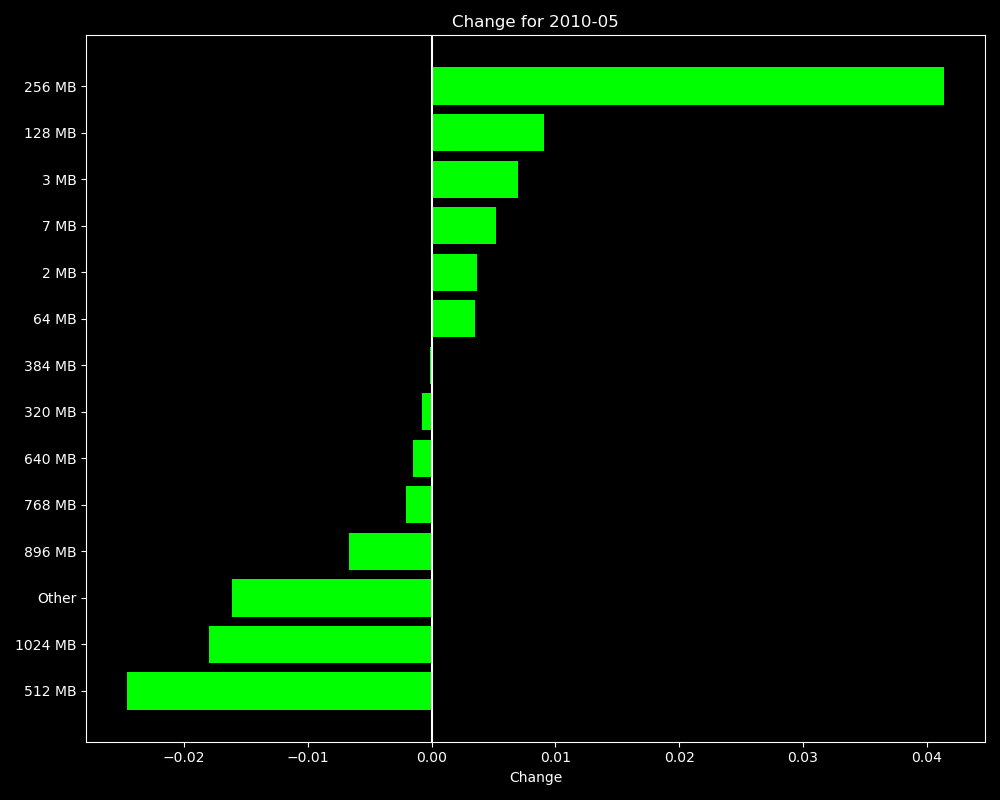 Change for 2010-05
256 MB
128 MB
3 MB
7 MB
2 MB
64 MB
384 MB
320 MB
640 MB
768 MB
896 MB
Other
1024 MB
512 MB
−0.02 −0.01 0.00 0.01 0.02 0.03 0.04
Change